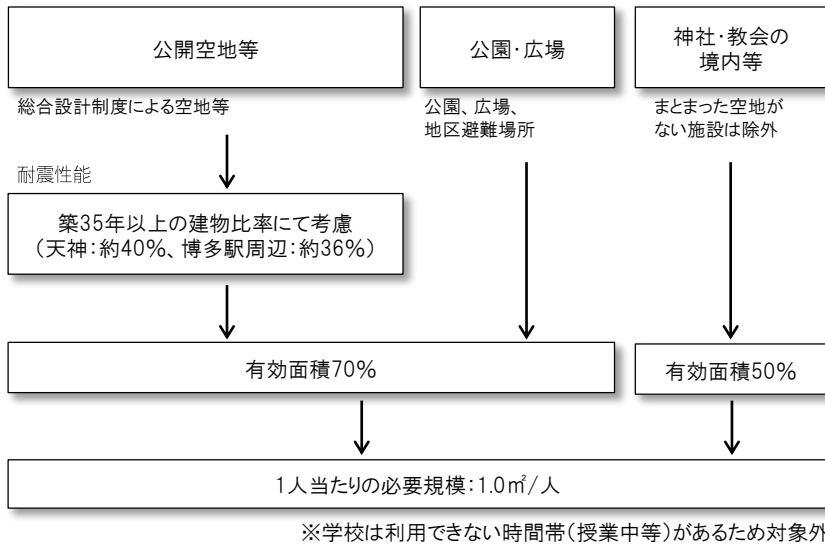 公開空地等
公園・広場
神社・教会の
境内等
総合設計制度による空地等
公園、広場、
地区避難場所
まとまった空地が
ない施設は除外
耐震性能
築35年以上の建物比率にて考慮
（天神：約40%、博多駅周辺：約36%）
有効面積70%
有効面積50%
1人当たりの必要規模：1.0㎡/人
※学校は利用できない時間帯（授業中等）があるため対象外